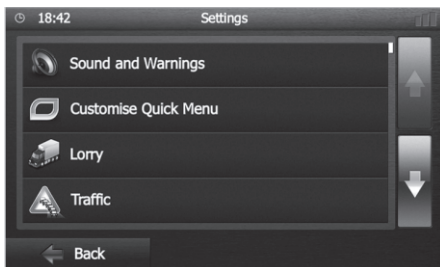 18:42 Settings
Sound and Warnings
Customise Quick Menu
Lorry
Traffic
Back